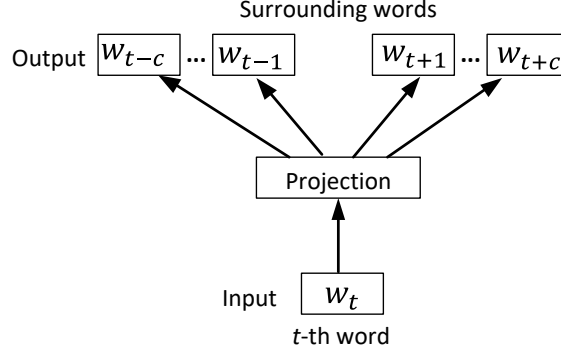 Surrounding words
Output w_{t-c} ... w_{t-1} w_{t+1} ... w_{t+c}
Projection
Input w_t
t-th word